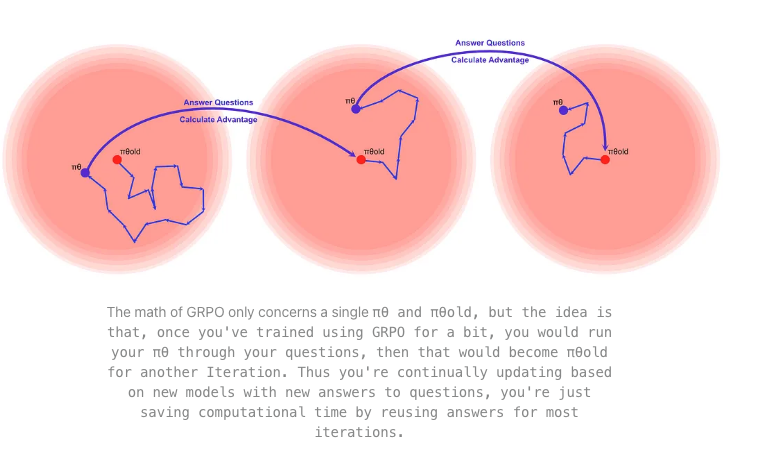 Answer Questions
Calculate Advantage
πθ
πθold
Answer Questions
Calculate Advantage
πθ
πθold
πθ
πθold
The math of GRPO only concerns a single πθ and πθold, but the idea is
that, once you've trained using GRPO for a bit, you would run
your πθ through your questions, then that would become πθold
for another Iteration. Thus you're continually updating based
on new models with new answers to questions, you're just
saving computational time by reusing answers for most
iterations.